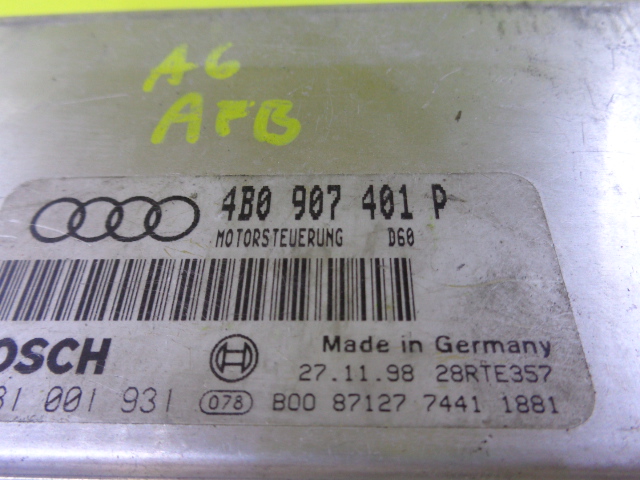 A6
AFB
4B0 907 401 P
MOTORSTEUERUNG D60
OSCH
Made in Germany
27.11.98 28RTE357
81 001 931 078 B00 87127 7441 1881